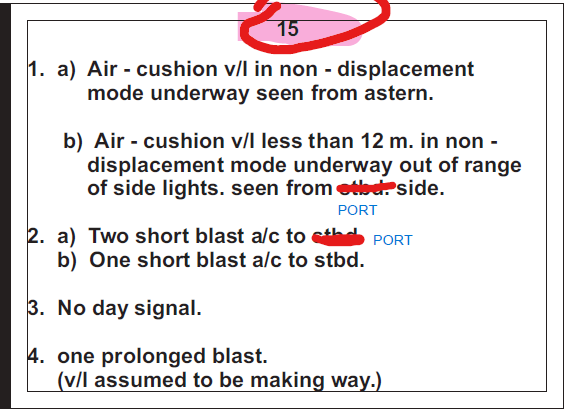 15
1. a) Air - cushion v/l in non - displacement
mode underway seen from astern.
b) Air - cushion v/l less than 12 m. in non -
displacement mode underway out of range
of side lights. seen from stbd. side.
PORT
2. a) Two short blast a/c to stbd PORT
b) One short blast a/c to stbd.
3. No day signal.
4. one prolonged blast.
(v/l assumed to be making way.)